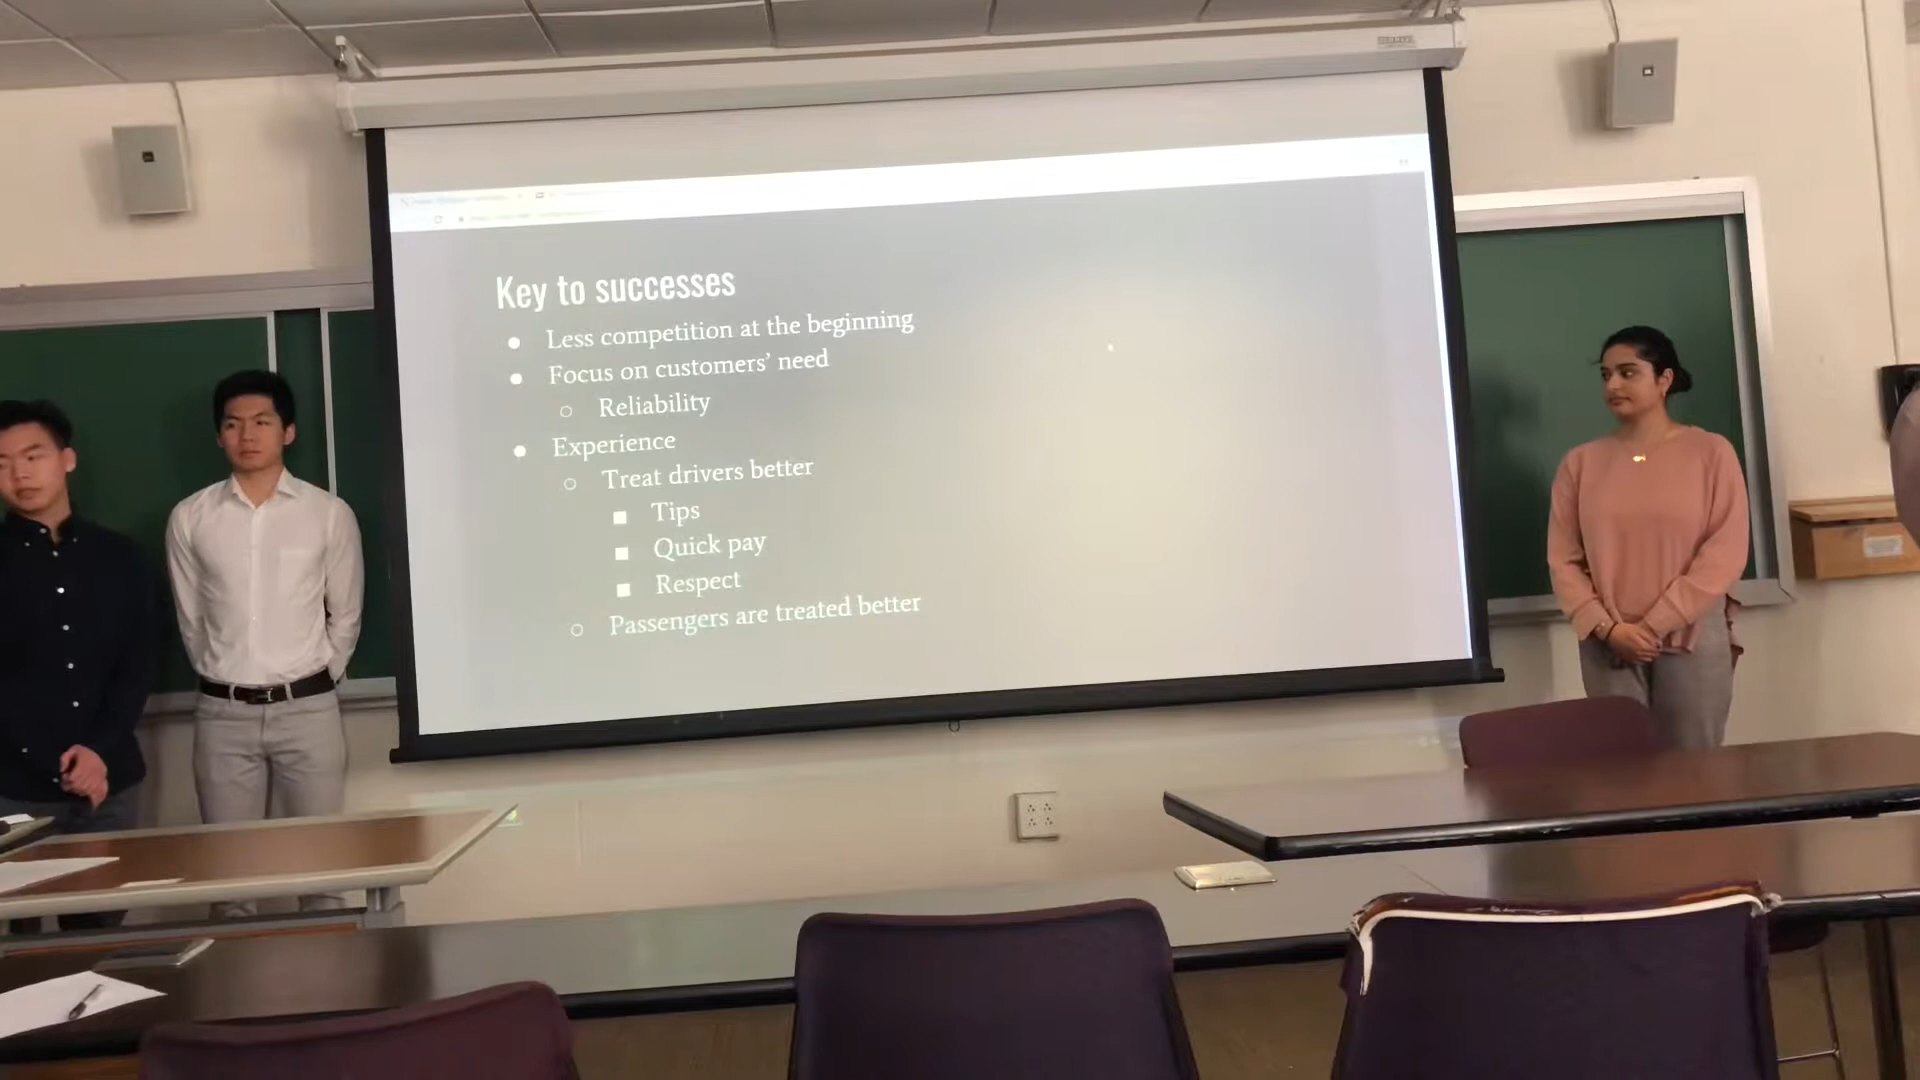 Key to successes
● Less competition at the beginning
● Focus on customers’ need
○ Reliability
● Experience
○ Treat drivers better
■ Tips
■ Quick pay
■ Respect
○ Passengers are treated better